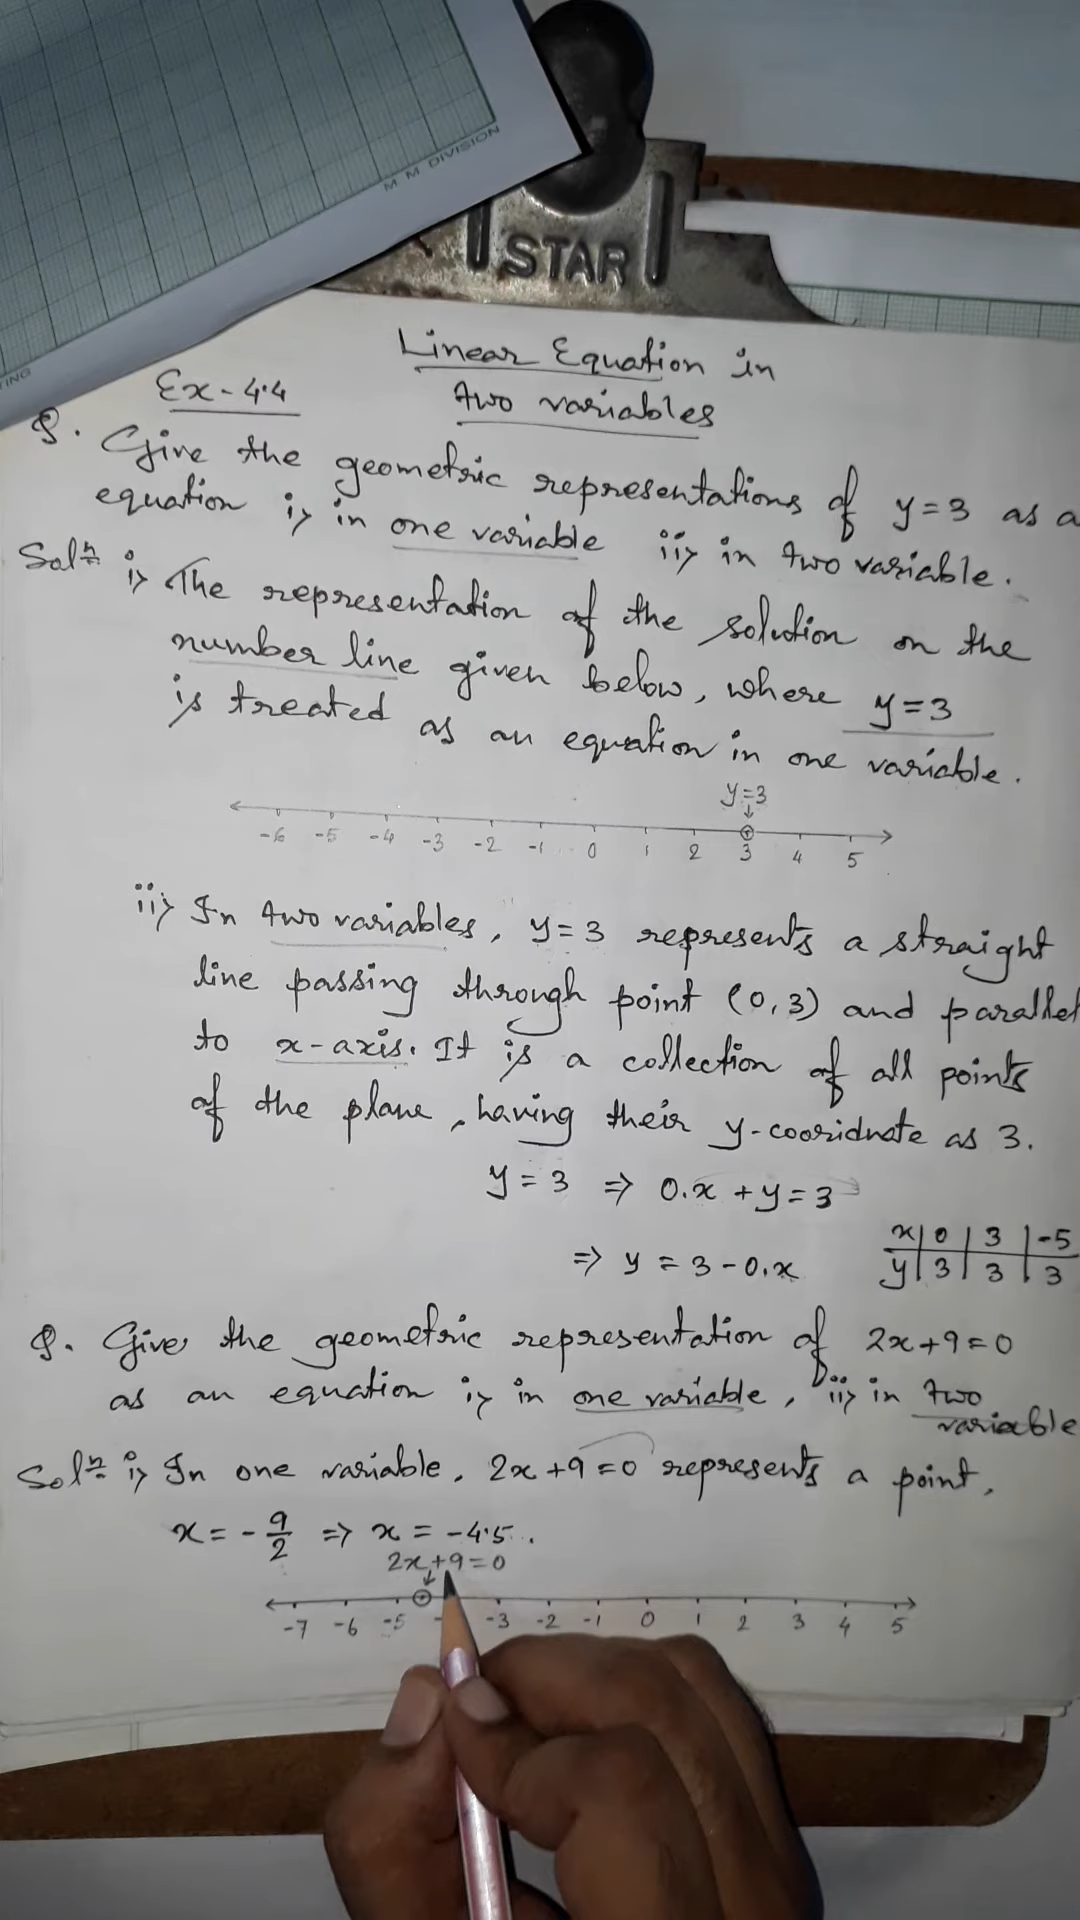 M M DIVISION
STAR
TING
Linear Equation in
Ex-4.4 two variables
Q. Give the geometric representations of y=3 as a
equation i> in one variable ii> in two variable.
Solⁿ i> The representation of the solution on the
number line given below, where y=3
is treated as an equation in one variable.
y=3
-6 -5 -4 -3 -2 -1 0 1 2 3 4 5
ii> In two variables, y=3 represents a straight
line passing through point (0,3) and parallel
to x-axis. It is a collection of all points
of the plane, having their y-cooridnate as 3.
y = 3 ⇒ 0.x + y = 3
⇒ y = 3 - 0.x
x | 0 | 3 | -5
y | 3 | 3 | 3
Q. Give the geometric representation of 2x+9=0
as an equation i> in one variable, ii> in two
variable
Solⁿ i> In one variable, 2x+9=0 represents a point.
x = -9/2 ⇒ x = -4.5.
2x+9=0
-7 -6 -5 -3 -2 -1 0 1 2 3 4 5